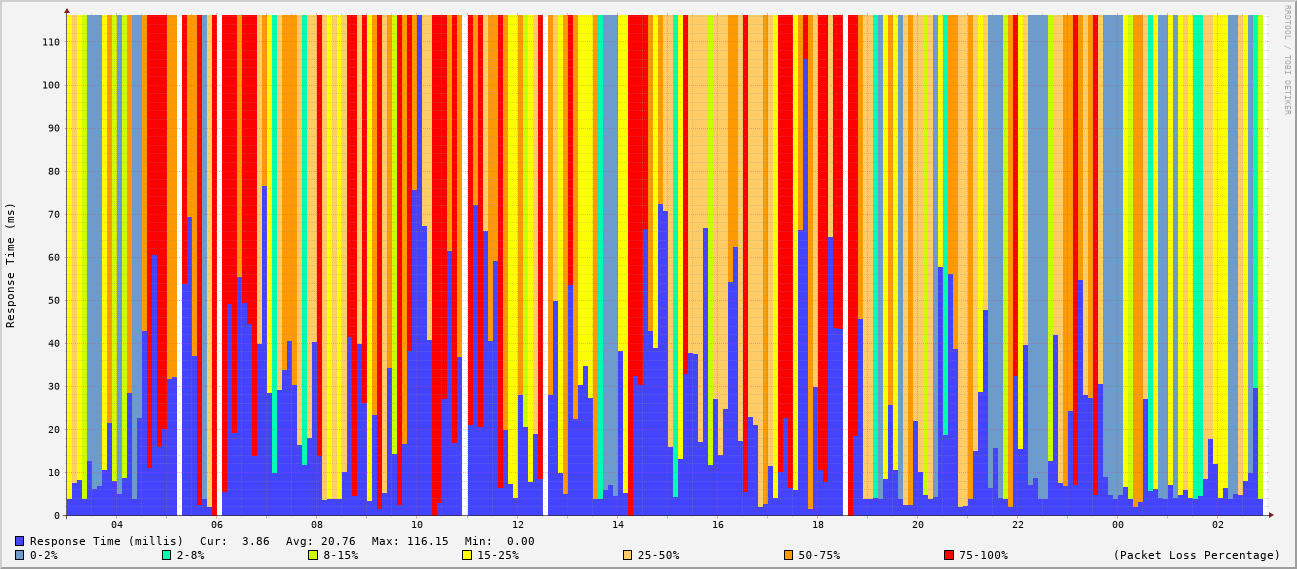 RRDTOOL / TOBI OETIKER
Response Time (ms)
110
100
90
80
70
60
50
40
30
20
10
0
04 06 08 10 12 14 16 18 20 22 00 02
Response Time (millis) Cur: 3.86 Avg: 20.76 Max: 116.15 Min: 0.00
0-2% 2-8% 8-15% 15-25% 25-50% 50-75% 75-100% (Packet Loss Percentage)